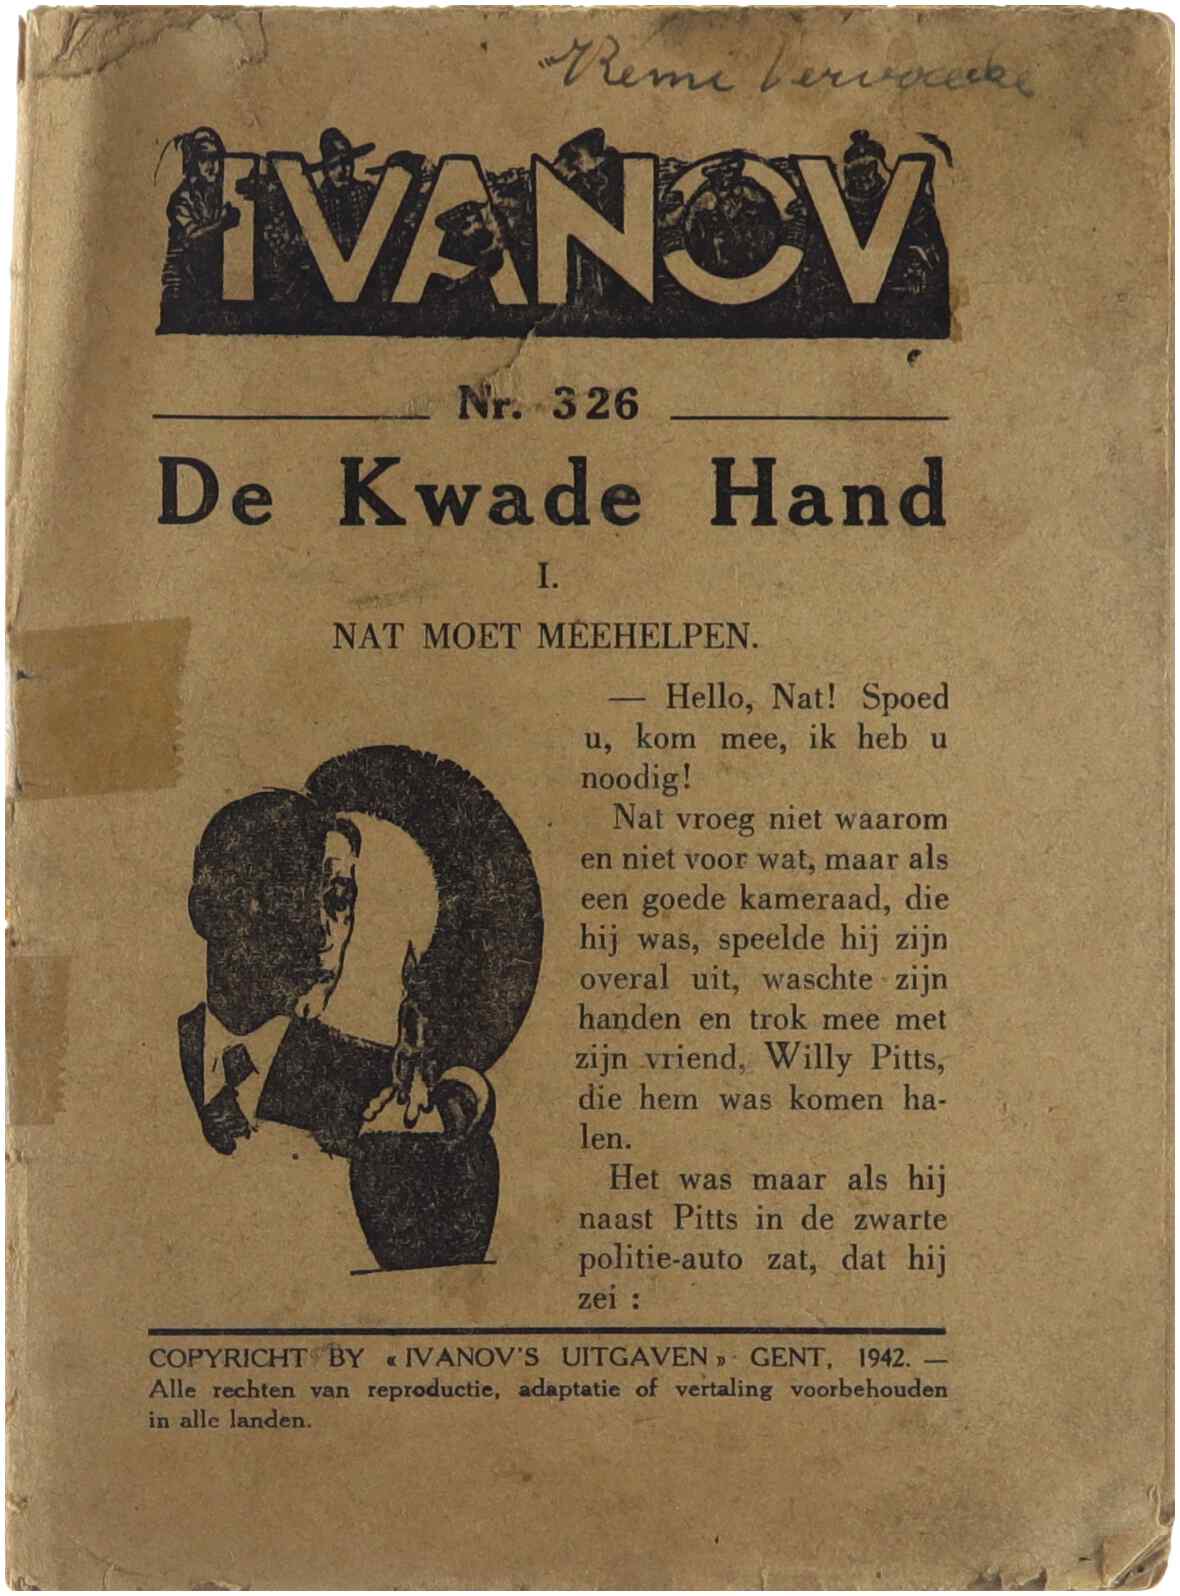 Remi
IVANOV
Nr. 326
De Kwade Hand
I.
NAT MOET MEEHELPEN.
— Hello, Nat! Spoed
u, kom mee, ik heb u
noodig!
Nat vroeg niet waarom
en niet voor wat, maar als
een goede kameraad, die
hij was, speelde hij zijn
overal uit, waschte zijn
handen en trok mee met
zijn vriend, Willy Pitts,
die hem was komen ha-
len.
Het was maar als hij
naast Pitts in de zwarte
politie-auto zat, dat hij
zei :
COPYRICHT BY «IVANOV'S UITGAVEN» GENT, 1942. —
Alle rechten van reproductie, adaptatie of vertaling voorbehouden
in alle landen.